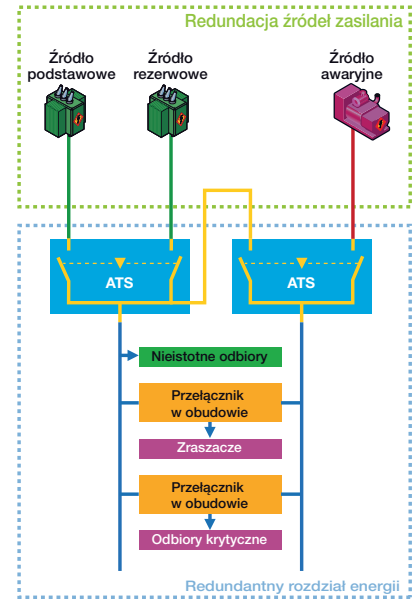 Redundacja źródeł zasilania
Źródło
podstawowe
Źródło
rezerwowe
Źródło
awaryjne
ATS
ATS
Nieistotne odbiory
Przełącznik
w obudowie
Zraszacze
Przełącznik
w obudowie
Odbiory krytyczne
Redundantny rozdział energii